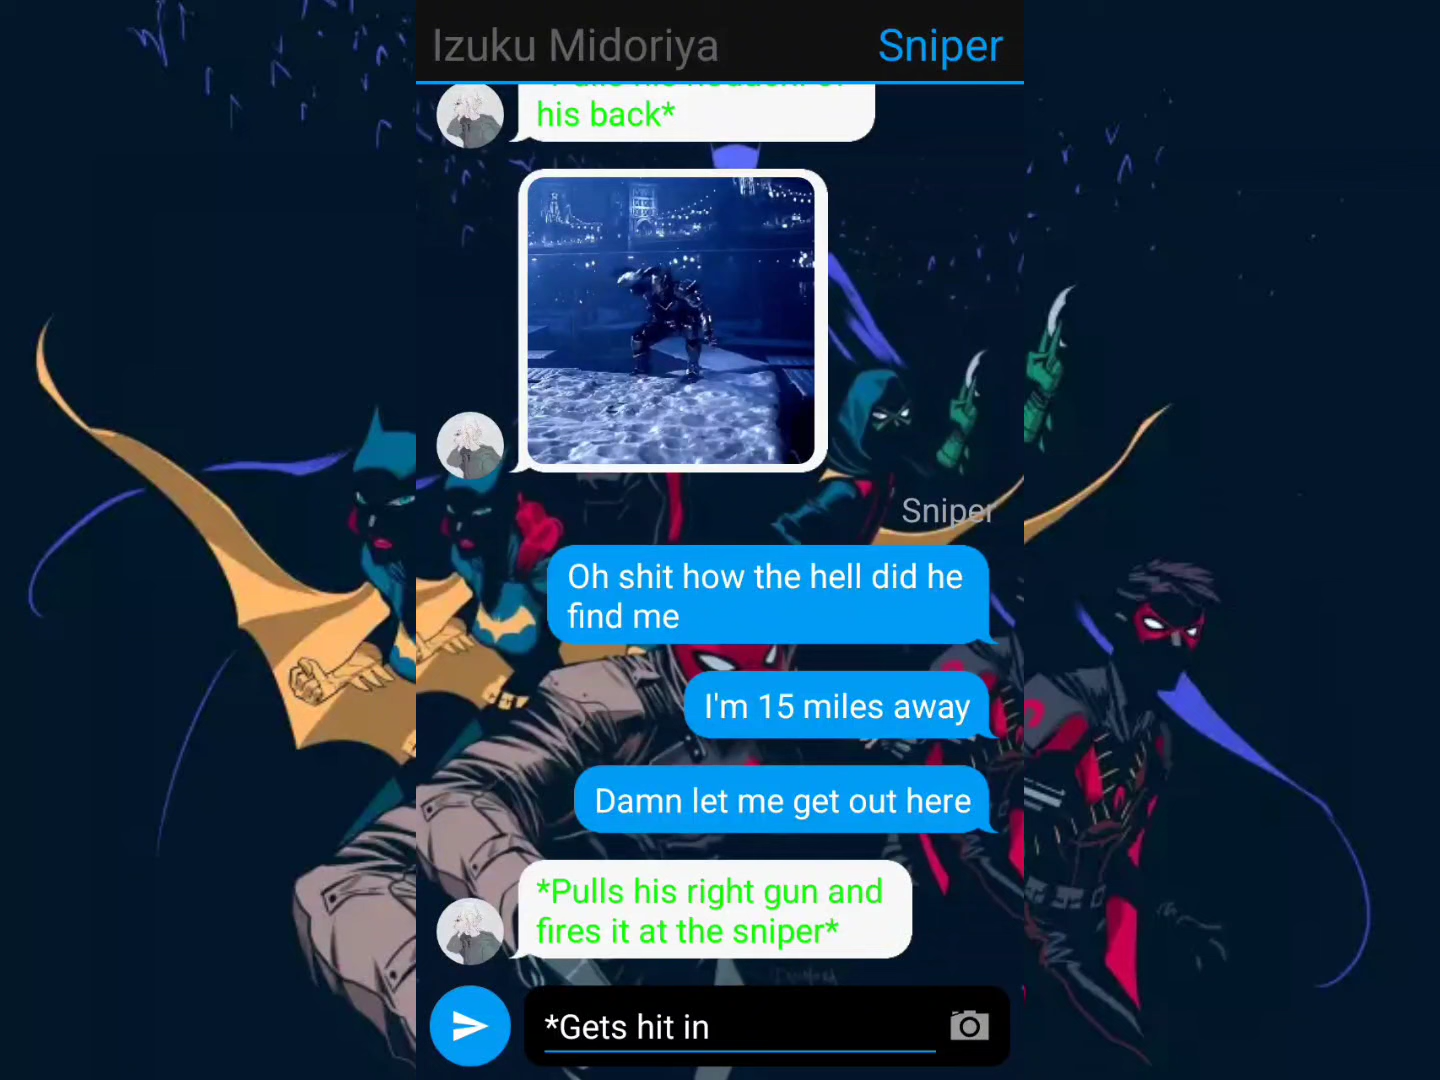 Izuku Midoriya
Sniper
his back*
Sniper
Oh shit how the hell did he
find me
I'm 15 miles away
Damn let me get out here
*Pulls his right gun and
fires it at the sniper*
*Gets hit in